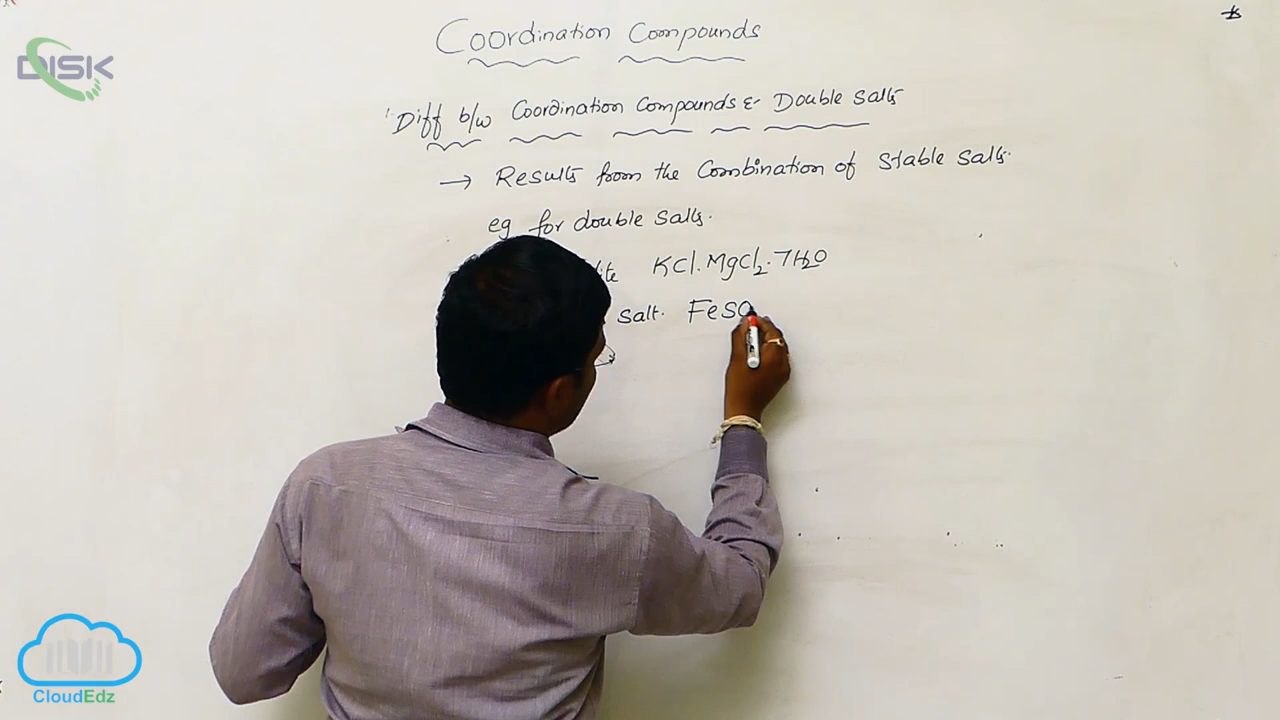 DISK
Coordination Compounds
Diff b/w Coordination Compounds & Double Salts
→ Results from the Combination of Stable Salts.
eg for double Salts.
KCl.MgCl₂.7H₂O
Salt. FeSO
CloudEdz